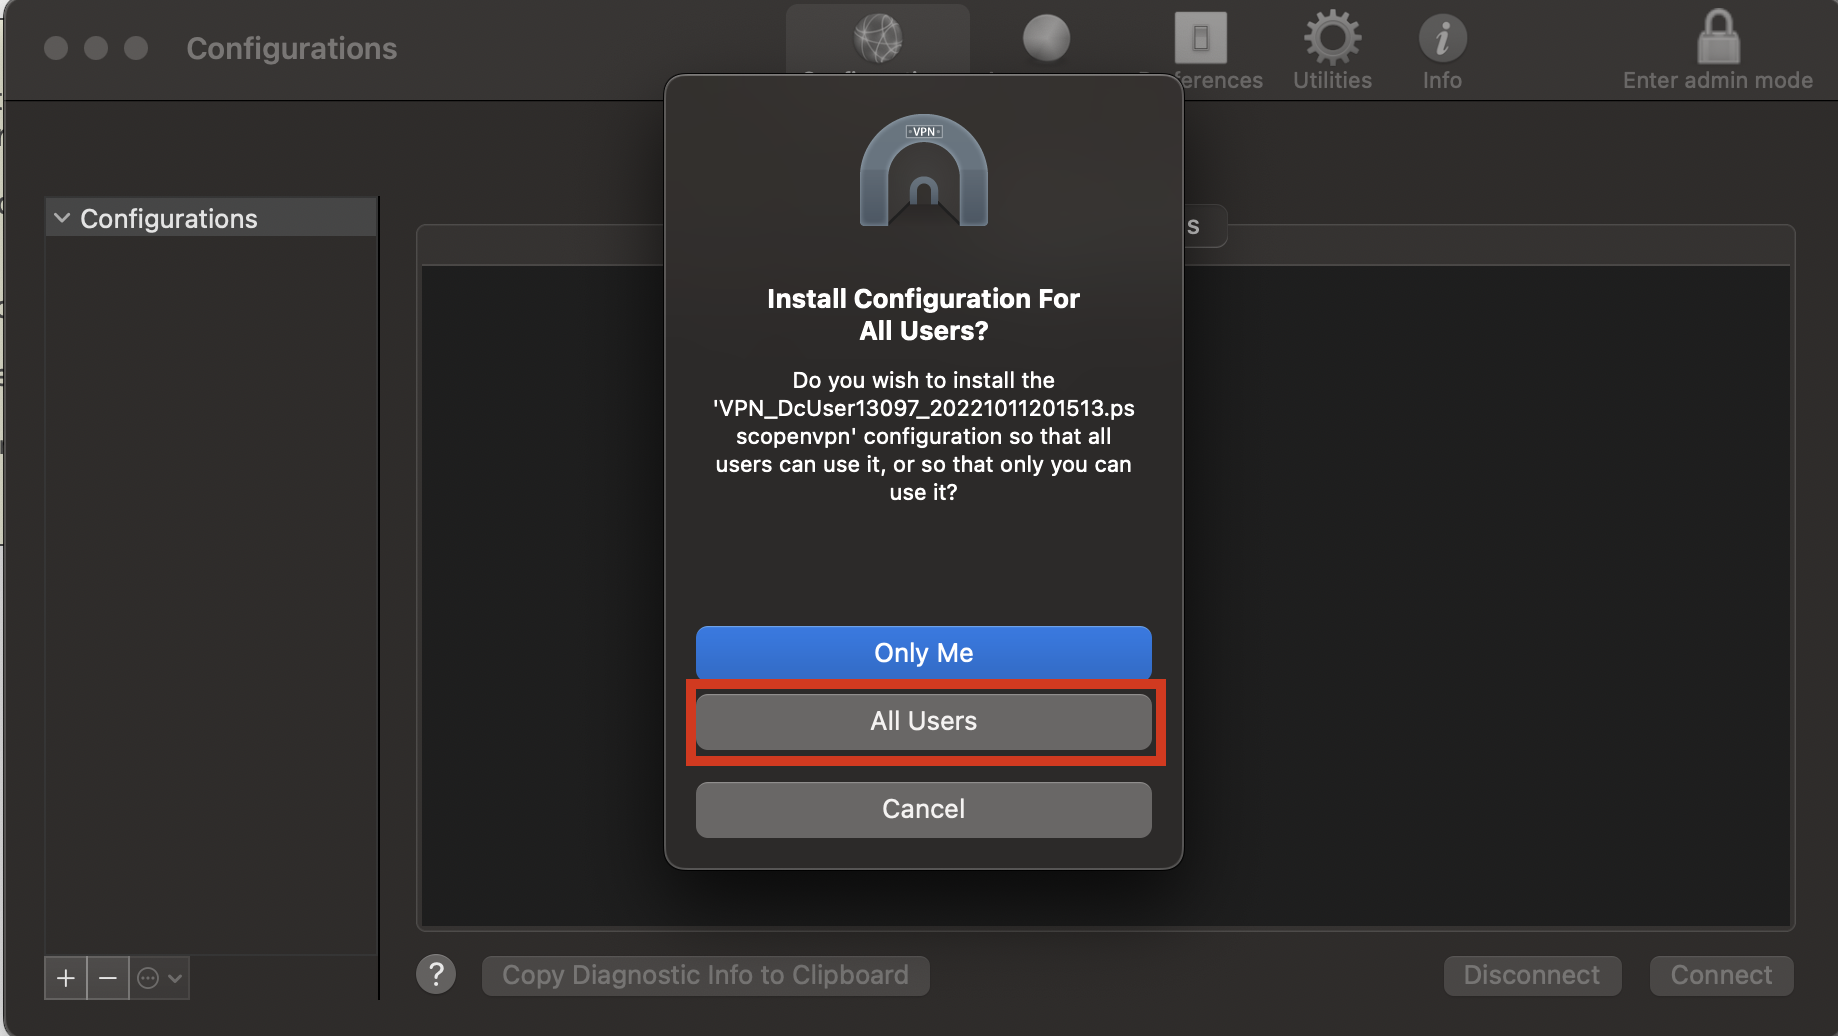 Configurations
Utilities
Info
Enter admin mode
VPN
Configurations
Install Configuration For
All Users?
Do you wish to install the
'VPN_DcUser13097_20221011201513.ps
scopenvpn' configuration so that all
users can use it, or so that only you can
use it?
Only Me
All Users
Cancel
+
−
?
Copy Diagnostic Info to Clipboard
Disconnect
Connect